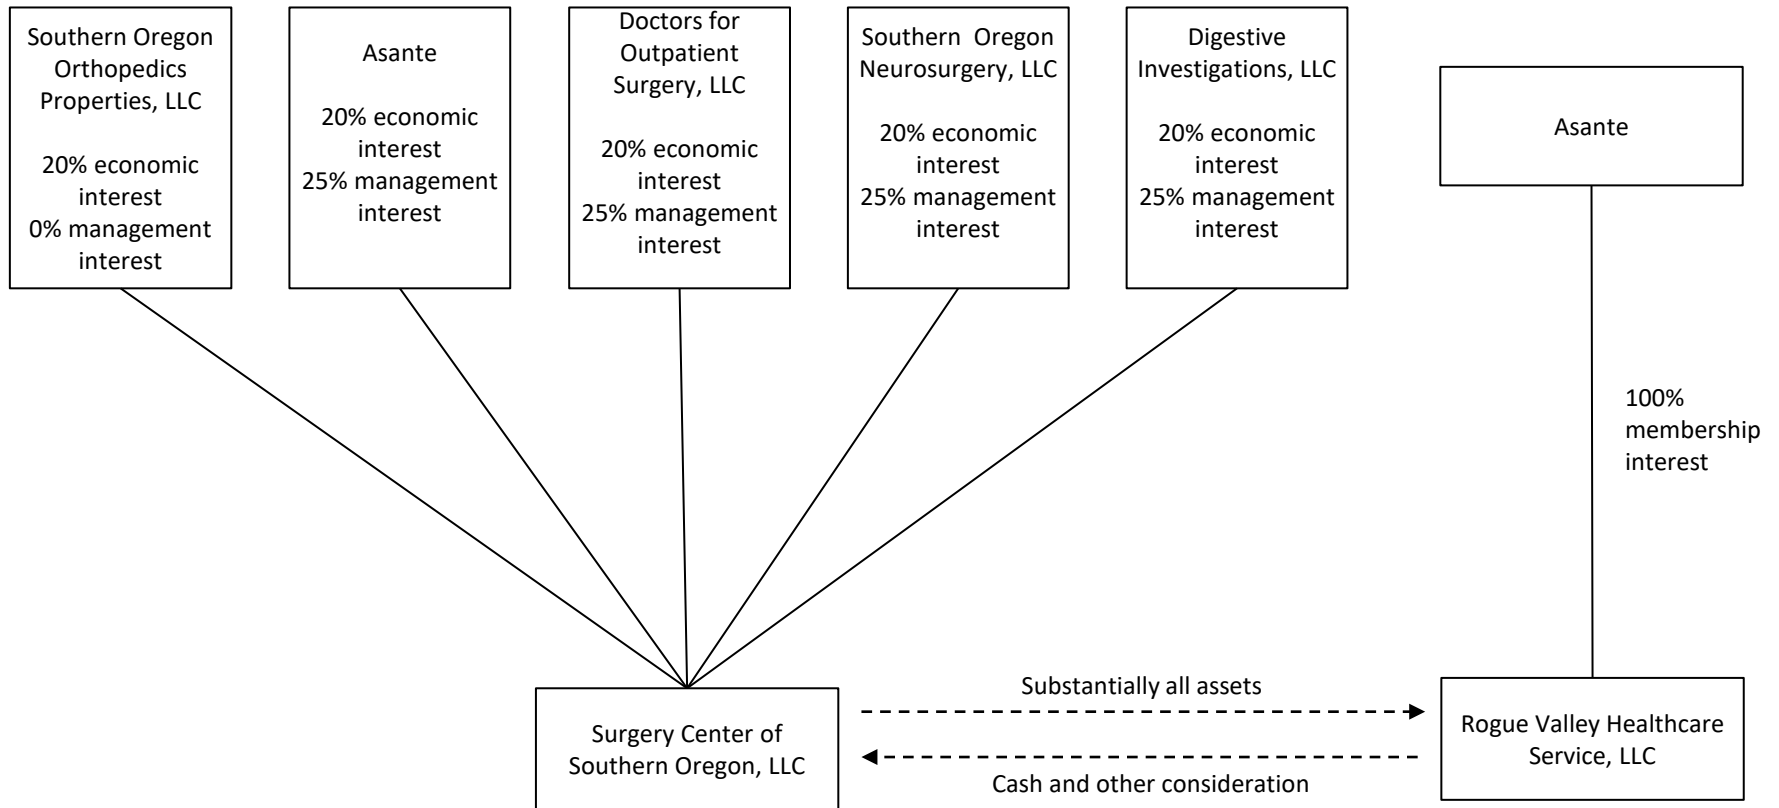 Southern Oregon
Orthopedics
Properties, LLC
20% economic
interest
0% management
interest
Asante
20% economic
interest
25% management
interest
Doctors for
Outpatient
Surgery, LLC
20% economic
interest
25% management
interest
Southern Oregon
Neurosurgery, LLC
20% economic
interest
25% management
interest
Digestive
Investigations, LLC
20% economic
interest
25% management
interest
Asante
100%
membership
interest
Surgery Center of
Southern Oregon, LLC
Substantially all assets
Cash and other consideration
Rogue Valley Healthcare
Service, LLC